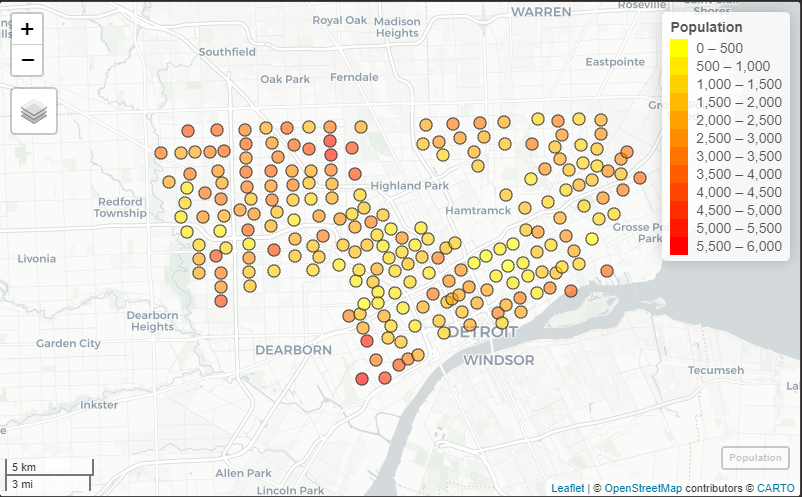 +
−
WARREN
Roseville
Shores
Royal Oak
Madison
Heights
Southfield
Oak Park
Ferndale
Eastpointe
Population
0 – 500
500 – 1,000
1,000 – 1,500
1,500 – 2,000
2,000 – 2,500
2,500 – 3,000
3,000 – 3,500
3,500 – 4,000
4,000 – 4,500
4,500 – 5,000
5,000 – 5,500
5,500 – 6,000
Highland Park
Redford
Township
Hamtramck
Grosse Po
Park
Livonia
Dearborn
Heights
Garden City
DEARBORN
DETROIT
WINDSOR
Tecumseh
Inkster
Allen Park
Lincoln Park
Population
5 km
3 mi
Leaflet | © OpenStreetMap contributors © CARTO